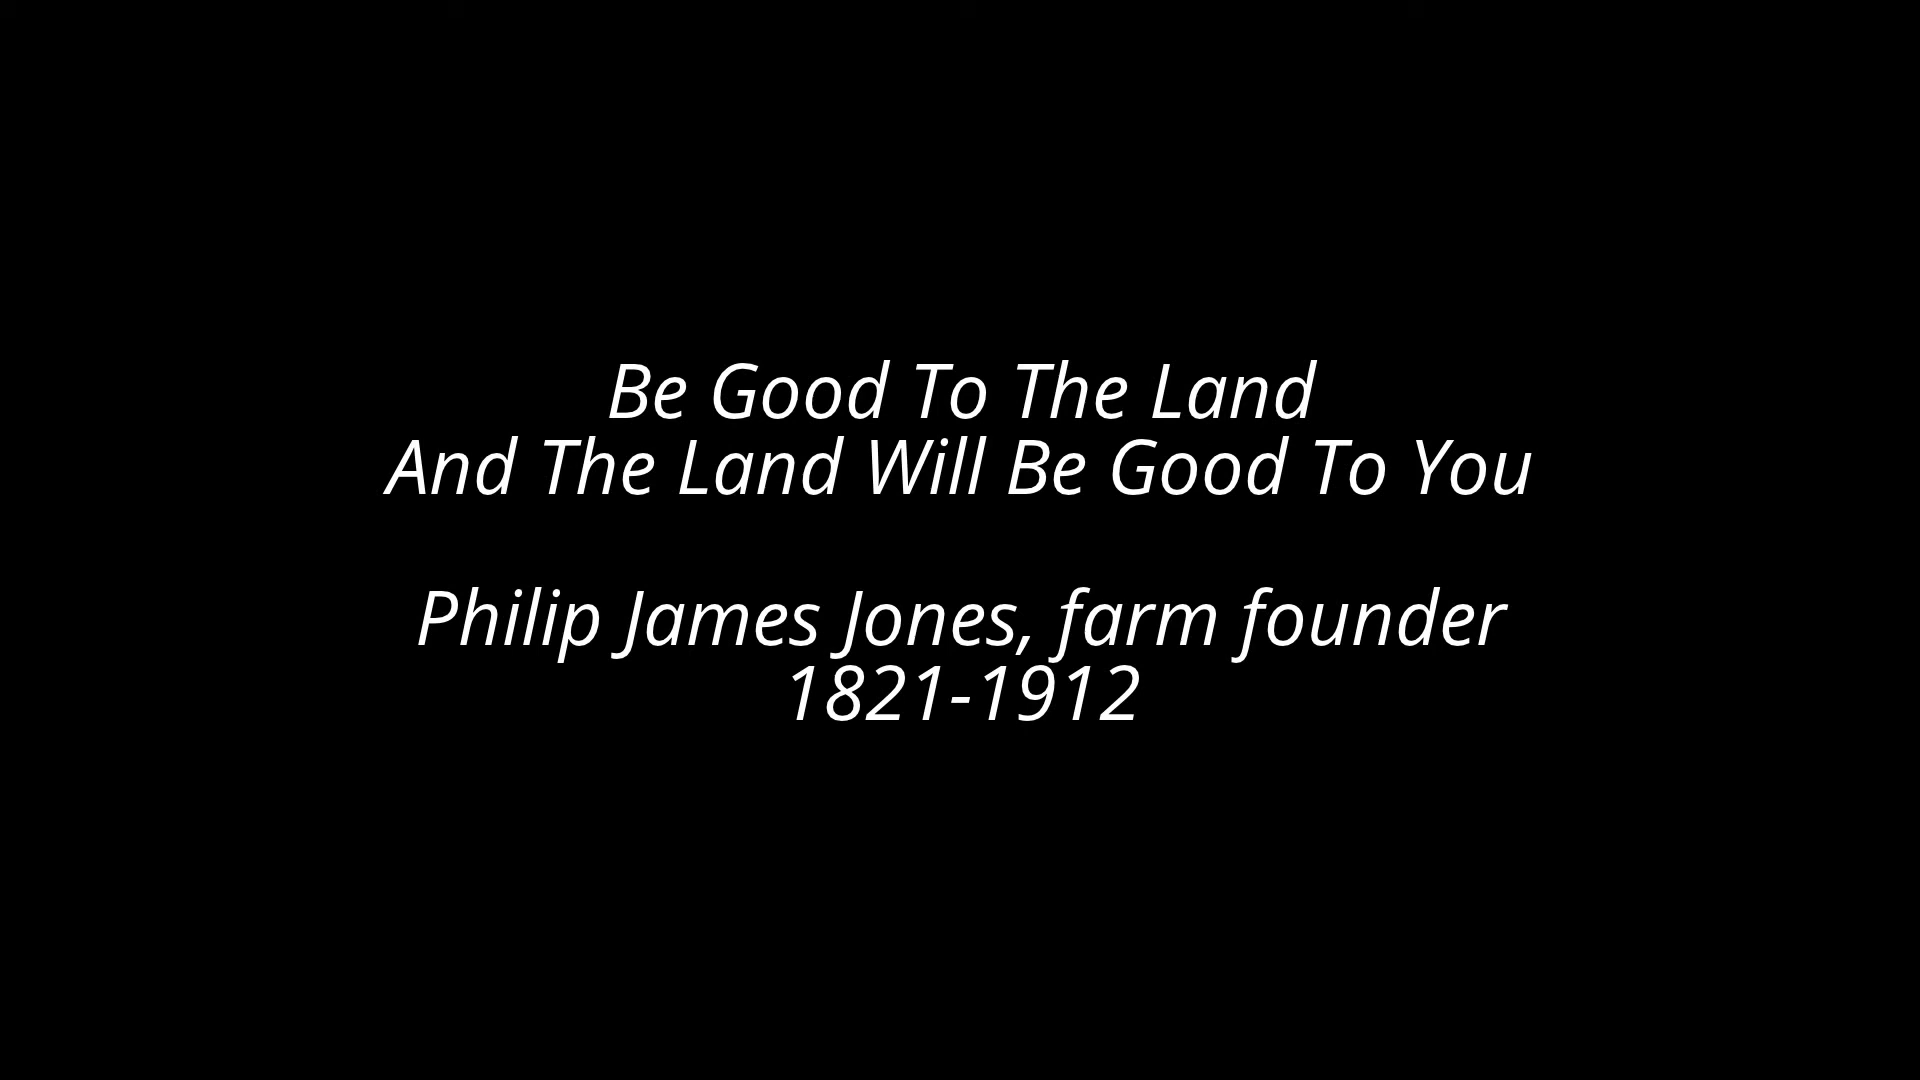 Be Good To The Land
And The Land Will Be Good To You
Philip James Jones, farm founder
1821-1912